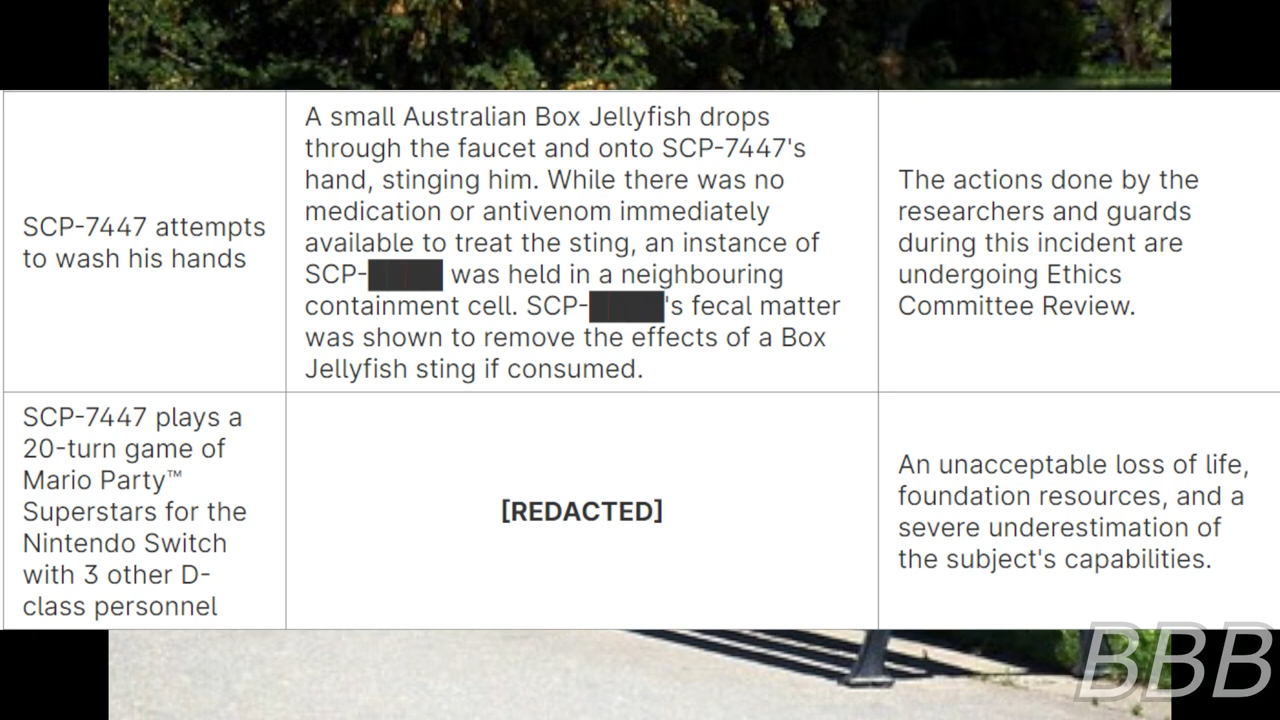 SCP-7447 attempts
to wash his hands
A small Australian Box Jellyfish drops
through the faucet and onto SCP-7447's
hand, stinging him. While there was no
medication or antivenom immediately
available to treat the sting, an instance of
SCP-████ was held in a neighbouring
containment cell. SCP-████'s fecal matter
was shown to remove the effects of a Box
Jellyfish sting if consumed.
The actions done by the
researchers and guards
during this incident are
undergoing Ethics
Committee Review.
SCP-7447 plays a
20-turn game of
Mario Party™
Superstars for the
Nintendo Switch
with 3 other D-
class personnel
[REDACTED]
An unacceptable loss of life,
foundation resources, and a
severe underestimation of
the subject's capabilities.
BBB